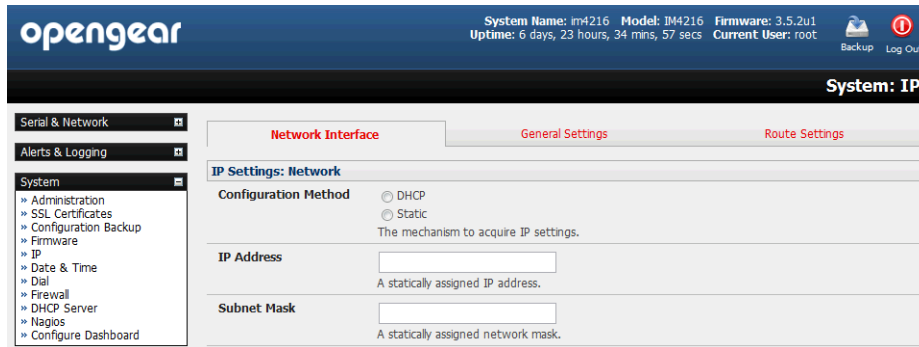 opengear
System Name: im4216 Model: IM4216 Firmware: 3.5.2u1
Uptime: 6 days, 23 hours, 34 mins, 57 secs Current User: root
Backup
Log Ou
System: IP
Serial & Network
Alerts & Logging
System
» Administration
» SSL Certificates
» Configuration Backup
» Firmware
» IP
» Date & Time
» Dial
» Firewall
» DHCP Server
» Nagios
» Configure Dashboard
Network Interface
General Settings
Route Settings
IP Settings: Network
Configuration Method
DHCP
Static
The mechanism to acquire IP settings.
IP Address
A statically assigned IP address.
Subnet Mask
A statically assigned network mask.